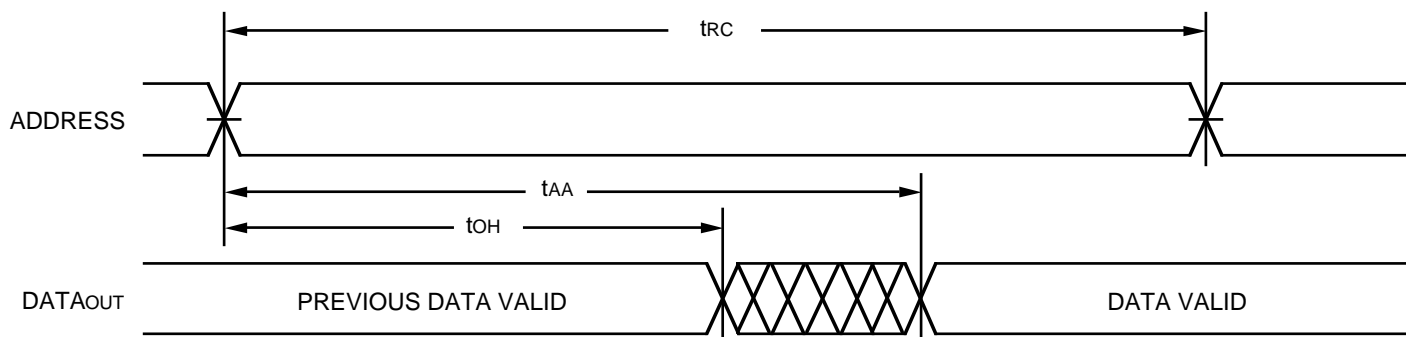 tRC
ADDRESS
tAA
tOH
DATAOUT PREVIOUS DATA VALID DATA VALID